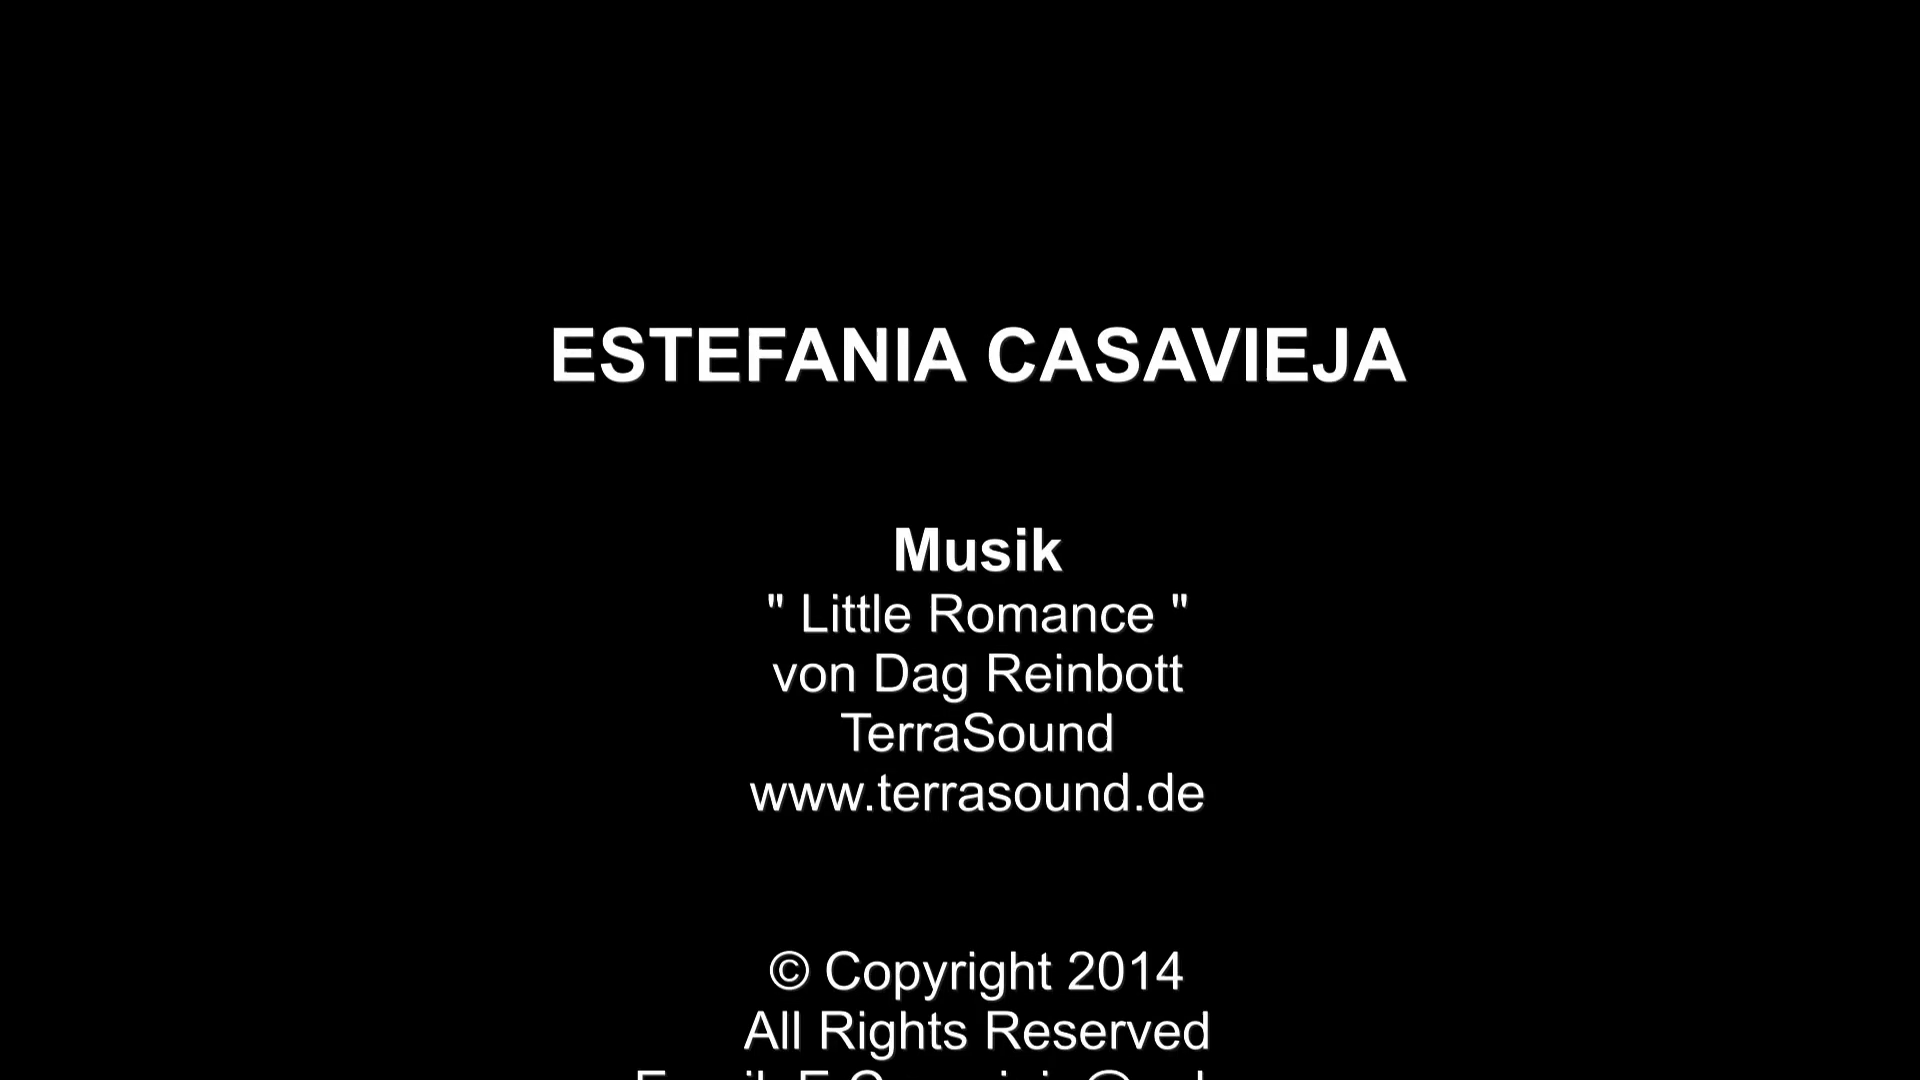 ESTEFANIA CASAVIEJA
Musik
" Little Romance "
von Dag Reinbott
TerraSound
www.terrasound.de
© Copyright 2014
All Rights Reserved